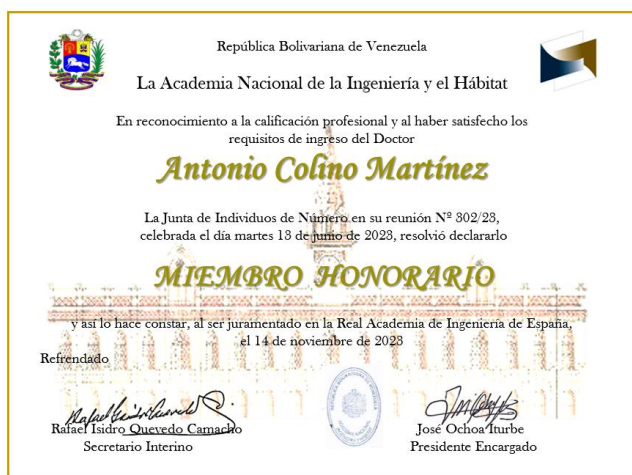 República Bolivariana de Venezuela
La Academia Nacional de la Ingeniería y el Hábitat
En reconocimiento a la calificación profesional y al haber satisfecho los
requisitos de ingreso del Doctor
Antonio Colino Martínez
La Junta de Individuos de Número en su reunión Nº 302/23,
celebrada el día martes 13 de junio de 2023, resolvió declararlo
MIEMBRO HONORARIO
y así lo hace constar, al ser juramentado en la Real Academia de Ingeniería de España,
el 14 de noviembre de 2023
Refrendado
Rafael Isidro Quevedo Camacho
Secretario Interino
José Ochoa Iturbe
Presidente Encargado